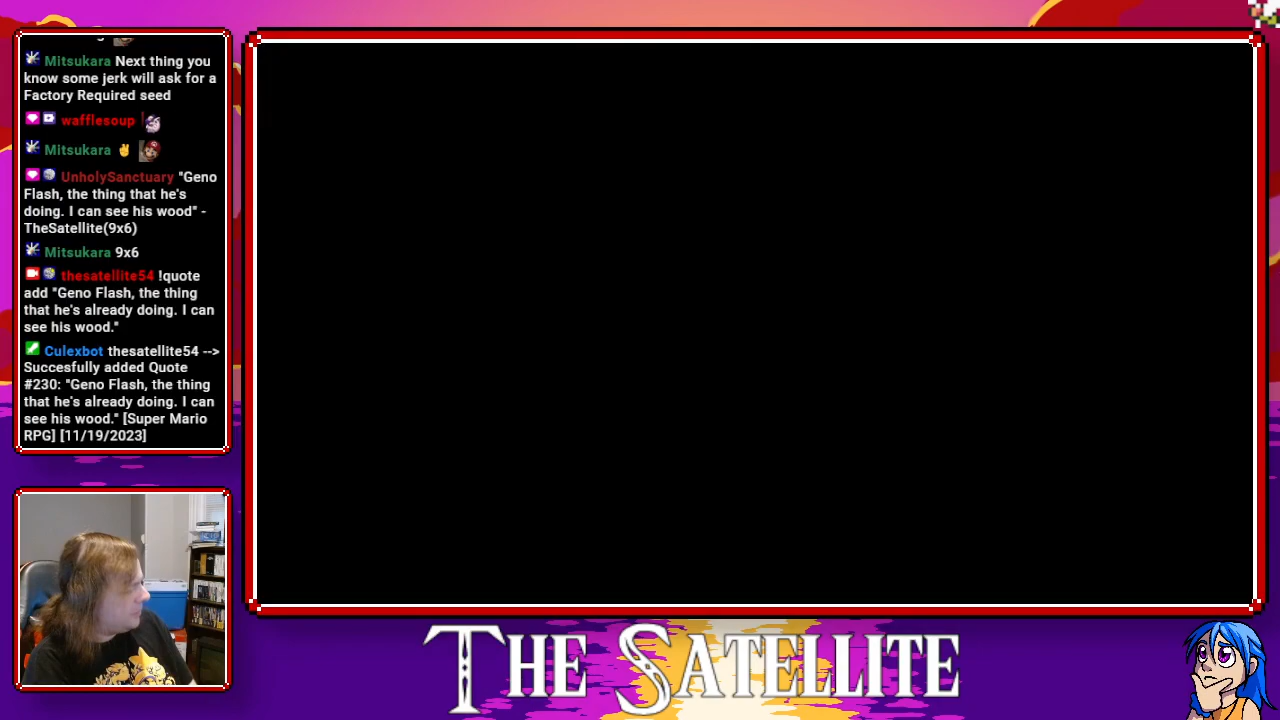 Mitsukara Next thing you
know some jerk will ask for a
Factory Required seed
wafflesoup
Mitsukara
UnholySanctuary "Geno
Flash, the thing that he's
doing. I can see his wood" -
TheSatellite(9x6)
Mitsukara 9x6
thesatellite54 !quote
add "Geno Flash, the thing
that he's already doing. I can
see his wood."
Culexbot thesatellite54 -->
Succesfully added Quote
#230: "Geno Flash, the thing
that he's already doing. I can
see his wood." [Super Mario
RPG] [11/19/2023]
THE SATELLITE